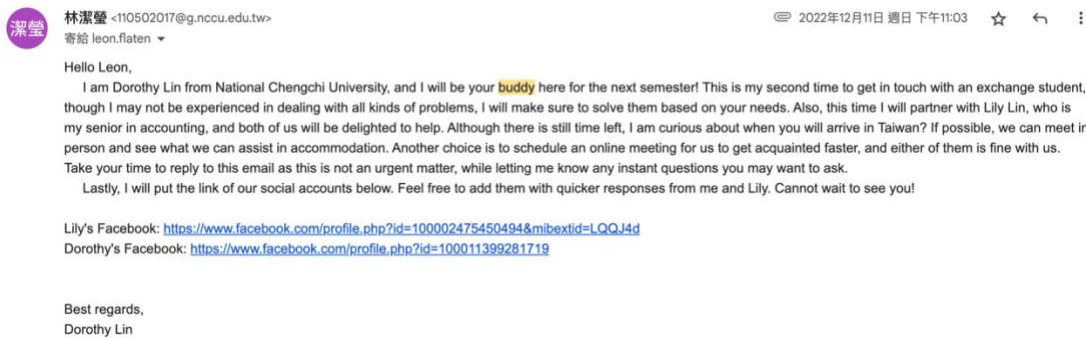 潔瑩
林潔瑩 <110502017@g.nccu.edu.tw>
2022年12月11日 週日 下午11:03
寄給 leon.flaten
Hello Leon,
I am Dorothy Lin from National Chengchi University, and I will be your buddy here for the next semester! This is my second time to get in touch with an exchange student,
though I may not be experienced in dealing with all kinds of problems, I will make sure to solve them based on your needs. Also, this time I will partner with Lily Lin, who is
my senior in accounting, and both of us will be delighted to help. Although there is still time left, I am curious about when you will arrive in Taiwan? If possible, we can meet in
person and see what we can assist in accommodation. Another choice is to schedule an online meeting for us to get acquainted faster, and either of them is fine with us.
Take your time to reply to this email as this is not an urgent matter, while letting me know any instant questions you may want to ask.
Lastly, I will put the link of our social accounts below. Feel free to add them with quicker responses from me and Lily. Cannot wait to see you!
Lily's Facebook: https://www.facebook.com/profile.php?id=100002475450494&mibextid=LQQJ4d
Dorothy's Facebook: https://www.facebook.com/profile.php?id=100011399281719
Best regards,
Dorothy Lin